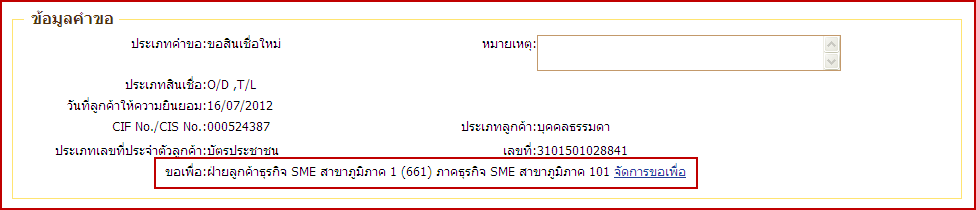 ข้อมูลคำขอ
ประเภทคำขอ:ขอสินเชื่อใหม่ หมายเหตุ:
ประเภทสินเชื่อ:O/D ,T/L
วันที่ลูกค้าให้ความยินยอม:16/07/2012
CIF No./CIS No.:000524387 ประเภทลูกค้า:บุคคลธรรมดา
ประเภทเลขที่ประจำตัวลูกค้า:บัตรประชาชน เลขที่:3101501028841
ขอเพื่อ:ฝ่ายลูกค้าธุรกิจ SME สาขาภูมิภาค 1 (661) ภาคธุรกิจ SME สาขาภูมิภาค 101 จัดการขอเพื่อ